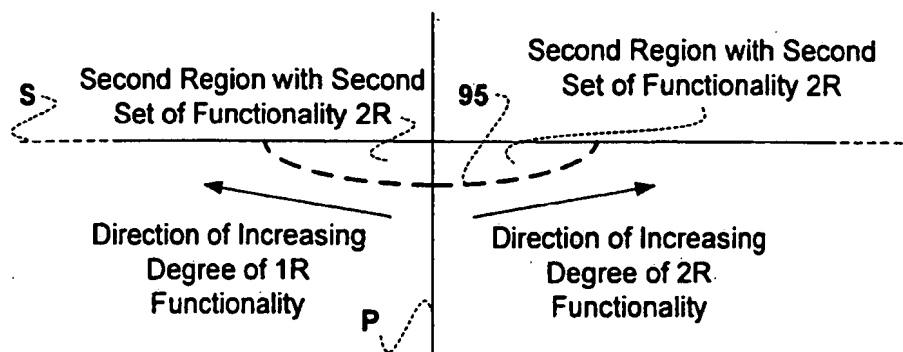 Second Region with Second
Set of Functionality 2R
S
95
Second Region with Second
Set of Functionality 2R
Direction of Increasing
Degree of 1R
Functionality
Direction of Increasing
Degree of 2R
Functionality
P